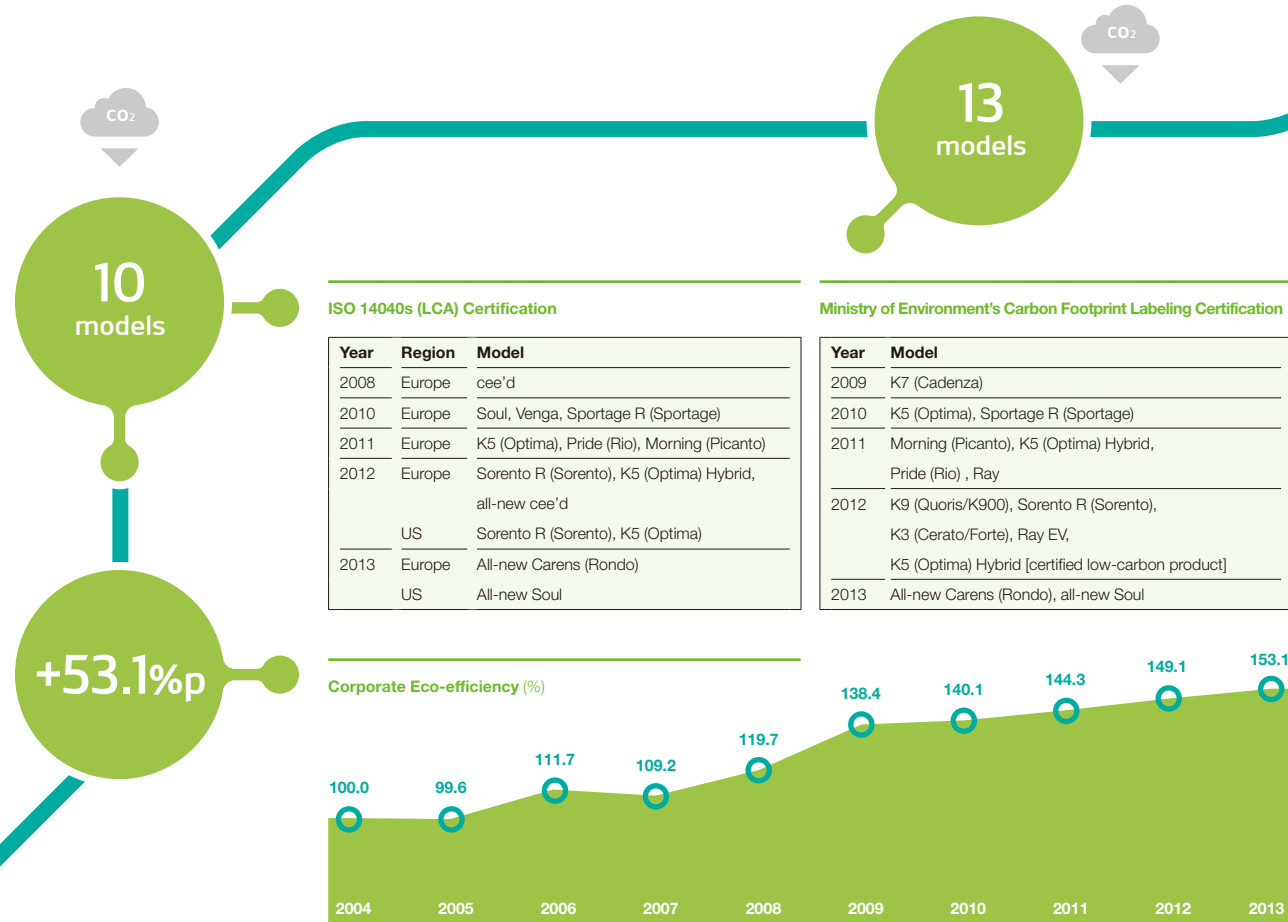 CO₂
13
models
CO₂
10
models
ISO 14040s (LCA) Certification
Year Region Model
2008 Europe cee'd
2010 Europe Soul, Venga, Sportage R (Sportage)
2011 Europe K5 (Optima), Pride (Rio), Morning (Picanto)
2012 Europe Sorento R (Sorento), K5 (Optima) Hybrid,
all-new cee'd
US Sorento R (Sorento), K5 (Optima)
2013 Europe All-new Carens (Rondo)
US All-new Soul
Ministry of Environment's Carbon Footprint Labeling Certification
Year Model
2009 K7 (Cadenza)
2010 K5 (Optima), Sportage R (Sportage)
2011 Morning (Picanto), K5 (Optima) Hybrid,
Pride (Rio) , Ray
2012 K9 (Quoris/K900), Sorento R (Sorento),
K3 (Cerato/Forte), Ray EV,
K5 (Optima) Hybrid [certified low-carbon product]
2013 All-new Carens (Rondo), all-new Soul
+53.1%p
Corporate Eco-efficiency (%)
100.0 99.6 111.7 109.2 119.7 138.4 140.1 144.3 149.1 153.1
2004 2005 2006 2007 2008 2009 2010 2011 2012 2013